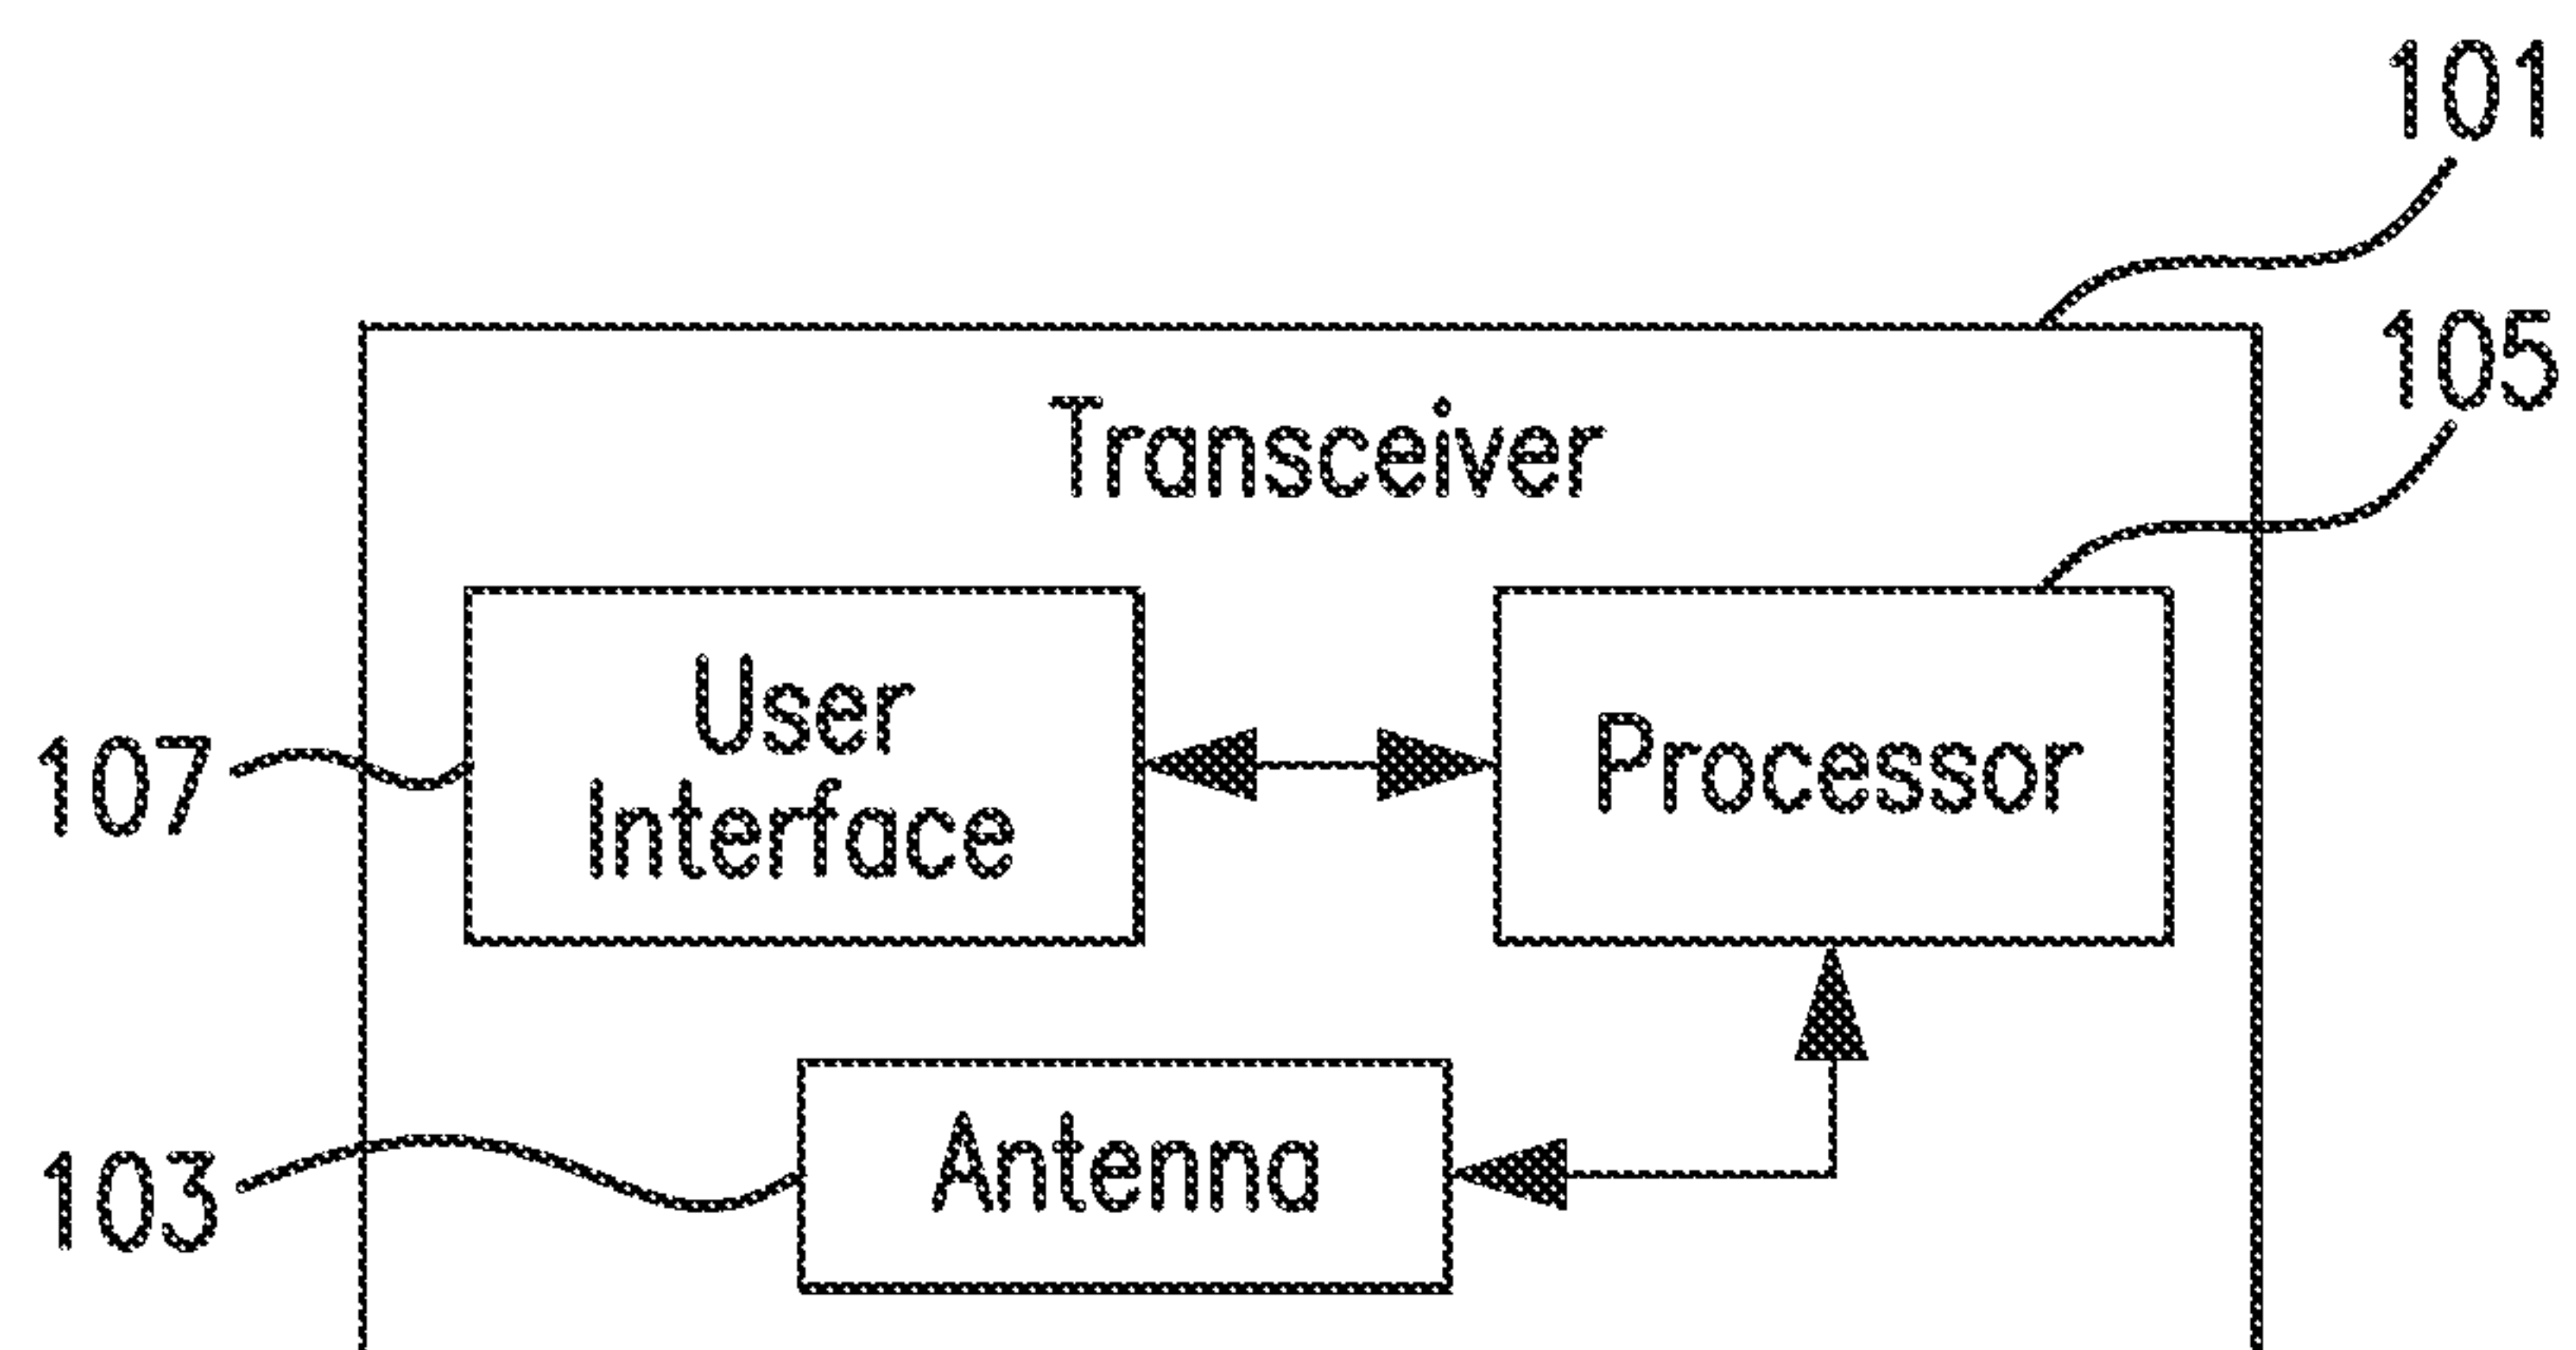 101
105
Transceiver
User
Interface
Processor
107
Antenna
103